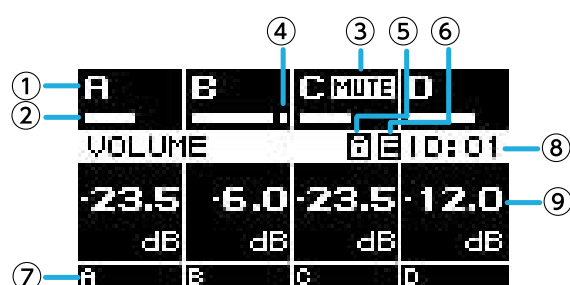 ④ ③ ⑤ ⑥
① A B C MUTE D
②
VOLUME E ID:01 ⑧
-23.5 -6.0 -23.5 -12.0 ⑨
dB dB dB dB
⑦ A B C D